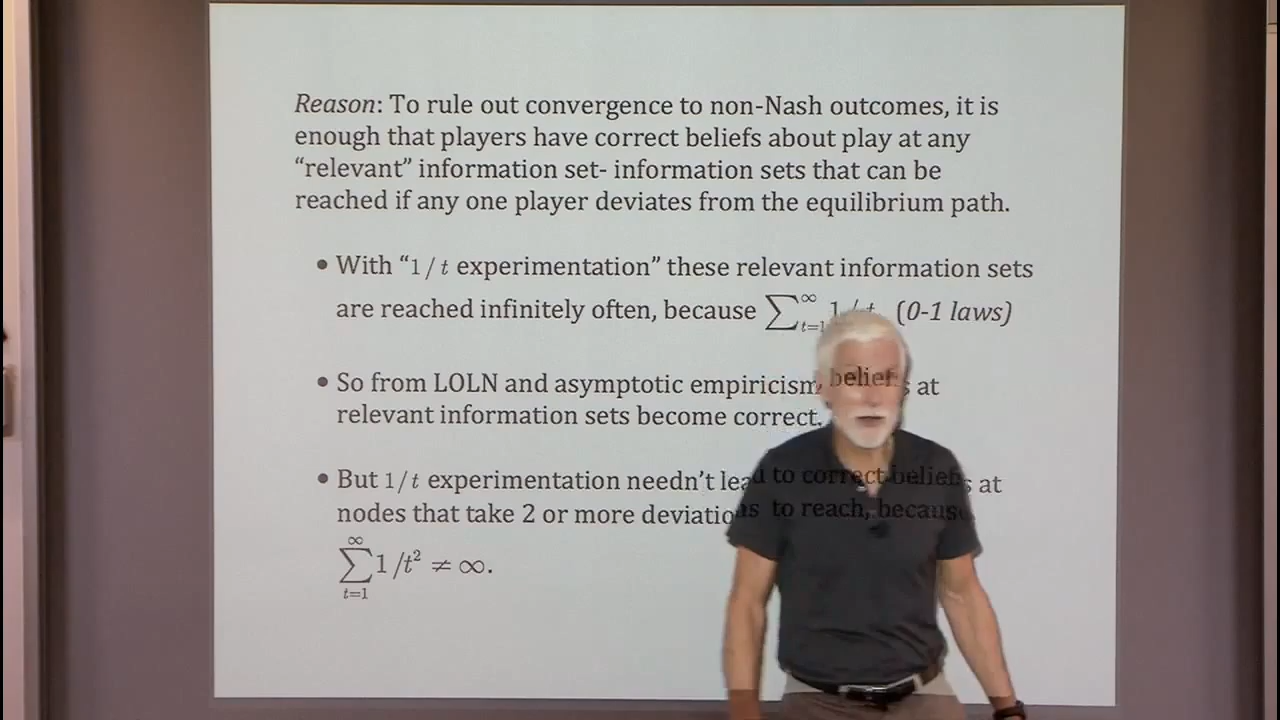 Reason: To rule out convergence to non-Nash outcomes, it is
enough that players have correct beliefs about play at any
“relevant” information set- information sets that can be
reached if any one player deviates from the equilibrium path.
• With “1/t experimentation” these relevant information sets
are reached infinitely often, because ∑_{t=1}^{∞} 1/t (0-1 laws)
• So from LOLN and asymptotic empiricism, beliefs at
relevant information sets become correct.
• But 1/t experimentation needn’t lead to correct beliefs at
nodes that take 2 or more deviations to reach, because
∑_{t=1}^{∞} 1/t² ≠ ∞.